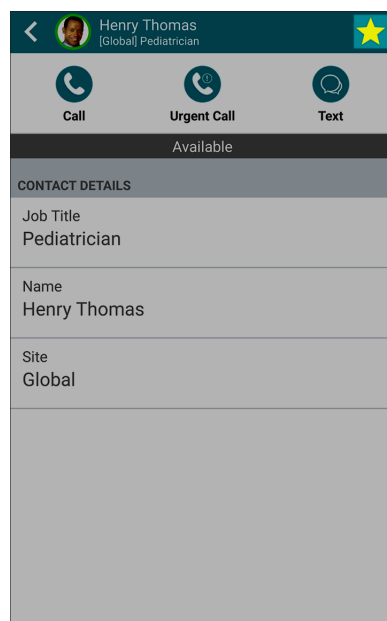 Henry Thomas
[Global] Pediatrician
Call
Urgent Call
Text
Available
CONTACT DETAILS
Job Title
Pediatrician
Name
Henry Thomas
Site
Global